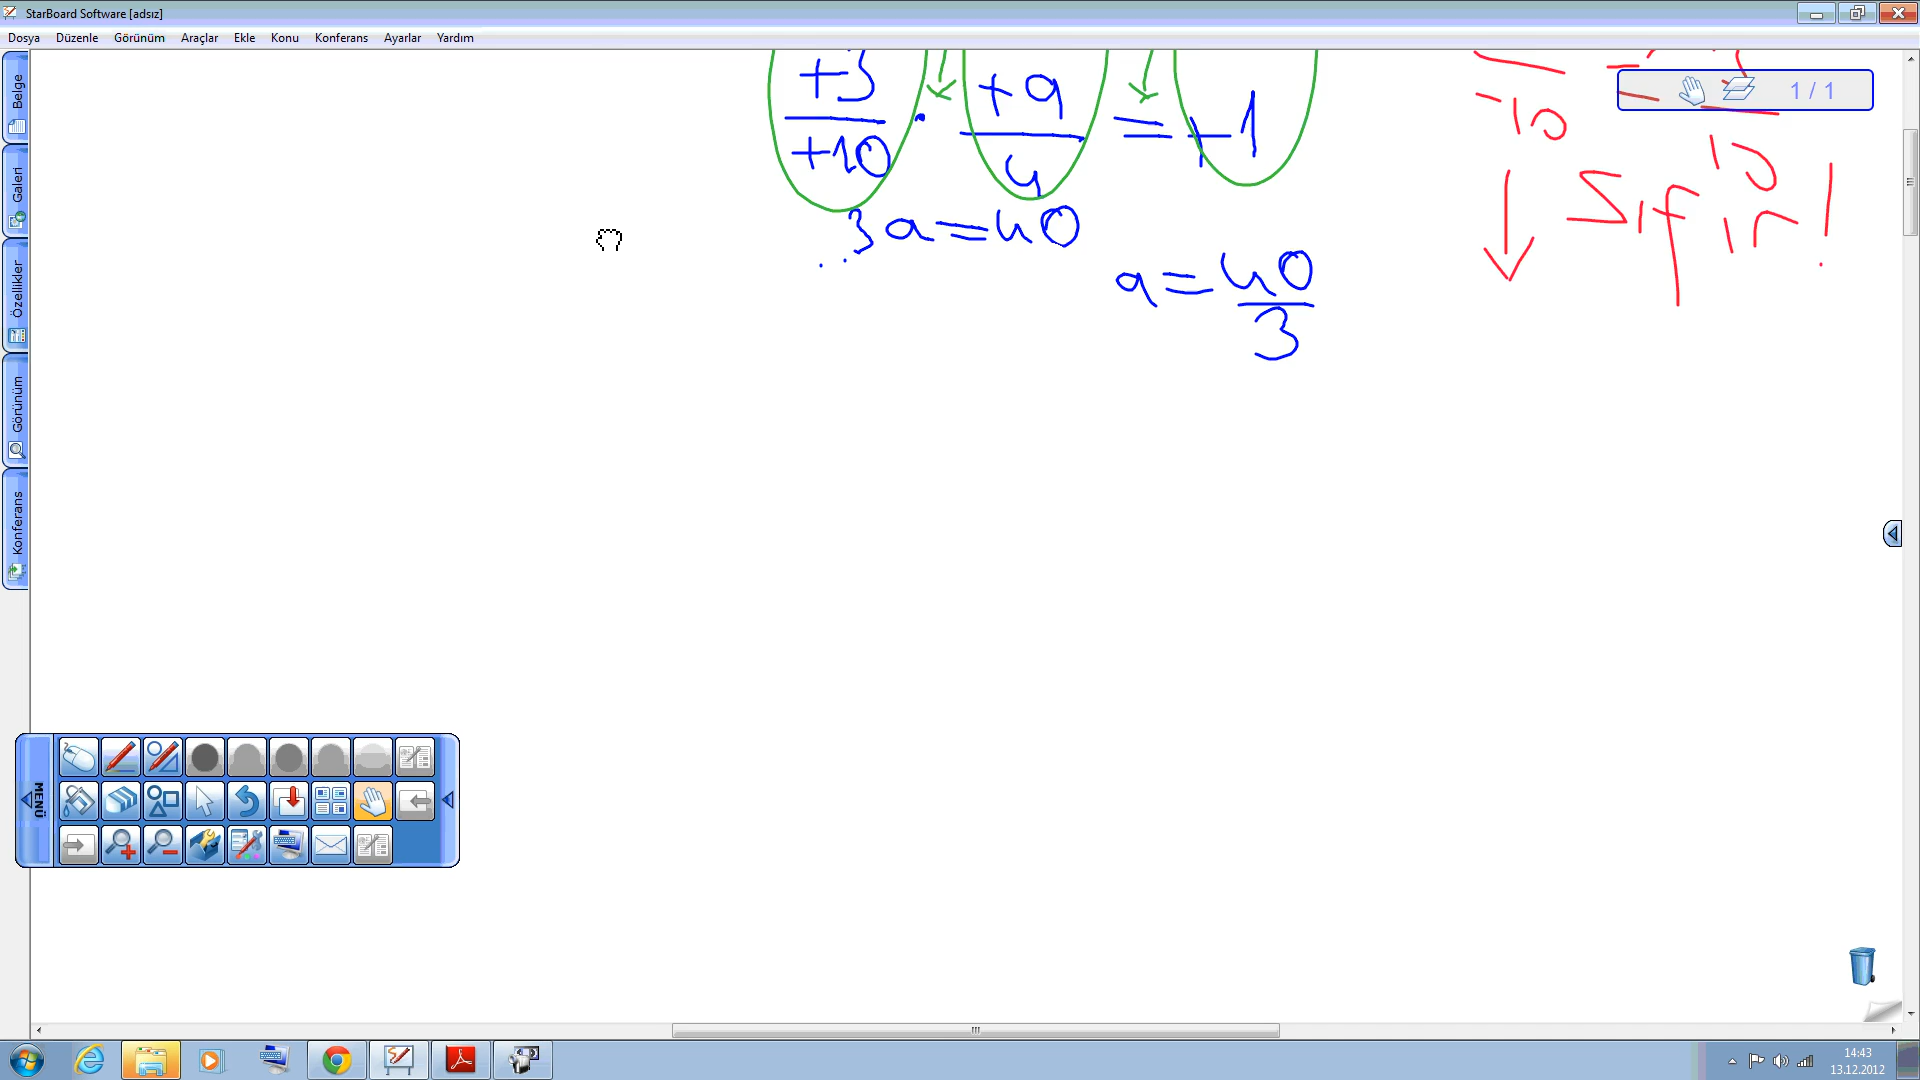 StarBoard Software [adsız]
Dosya Düzenle Görünüm Araçlar Ekle Konu Konferans Ayarlar Yardım
Belge
Galeri
Özellikler
Görünüm
Konferans
1 / 1
+3/+10 · +a/4 = +1
3a=40
a=40/3
-10
10
Sıfır!
MENÜ
14:43
13.12.2012